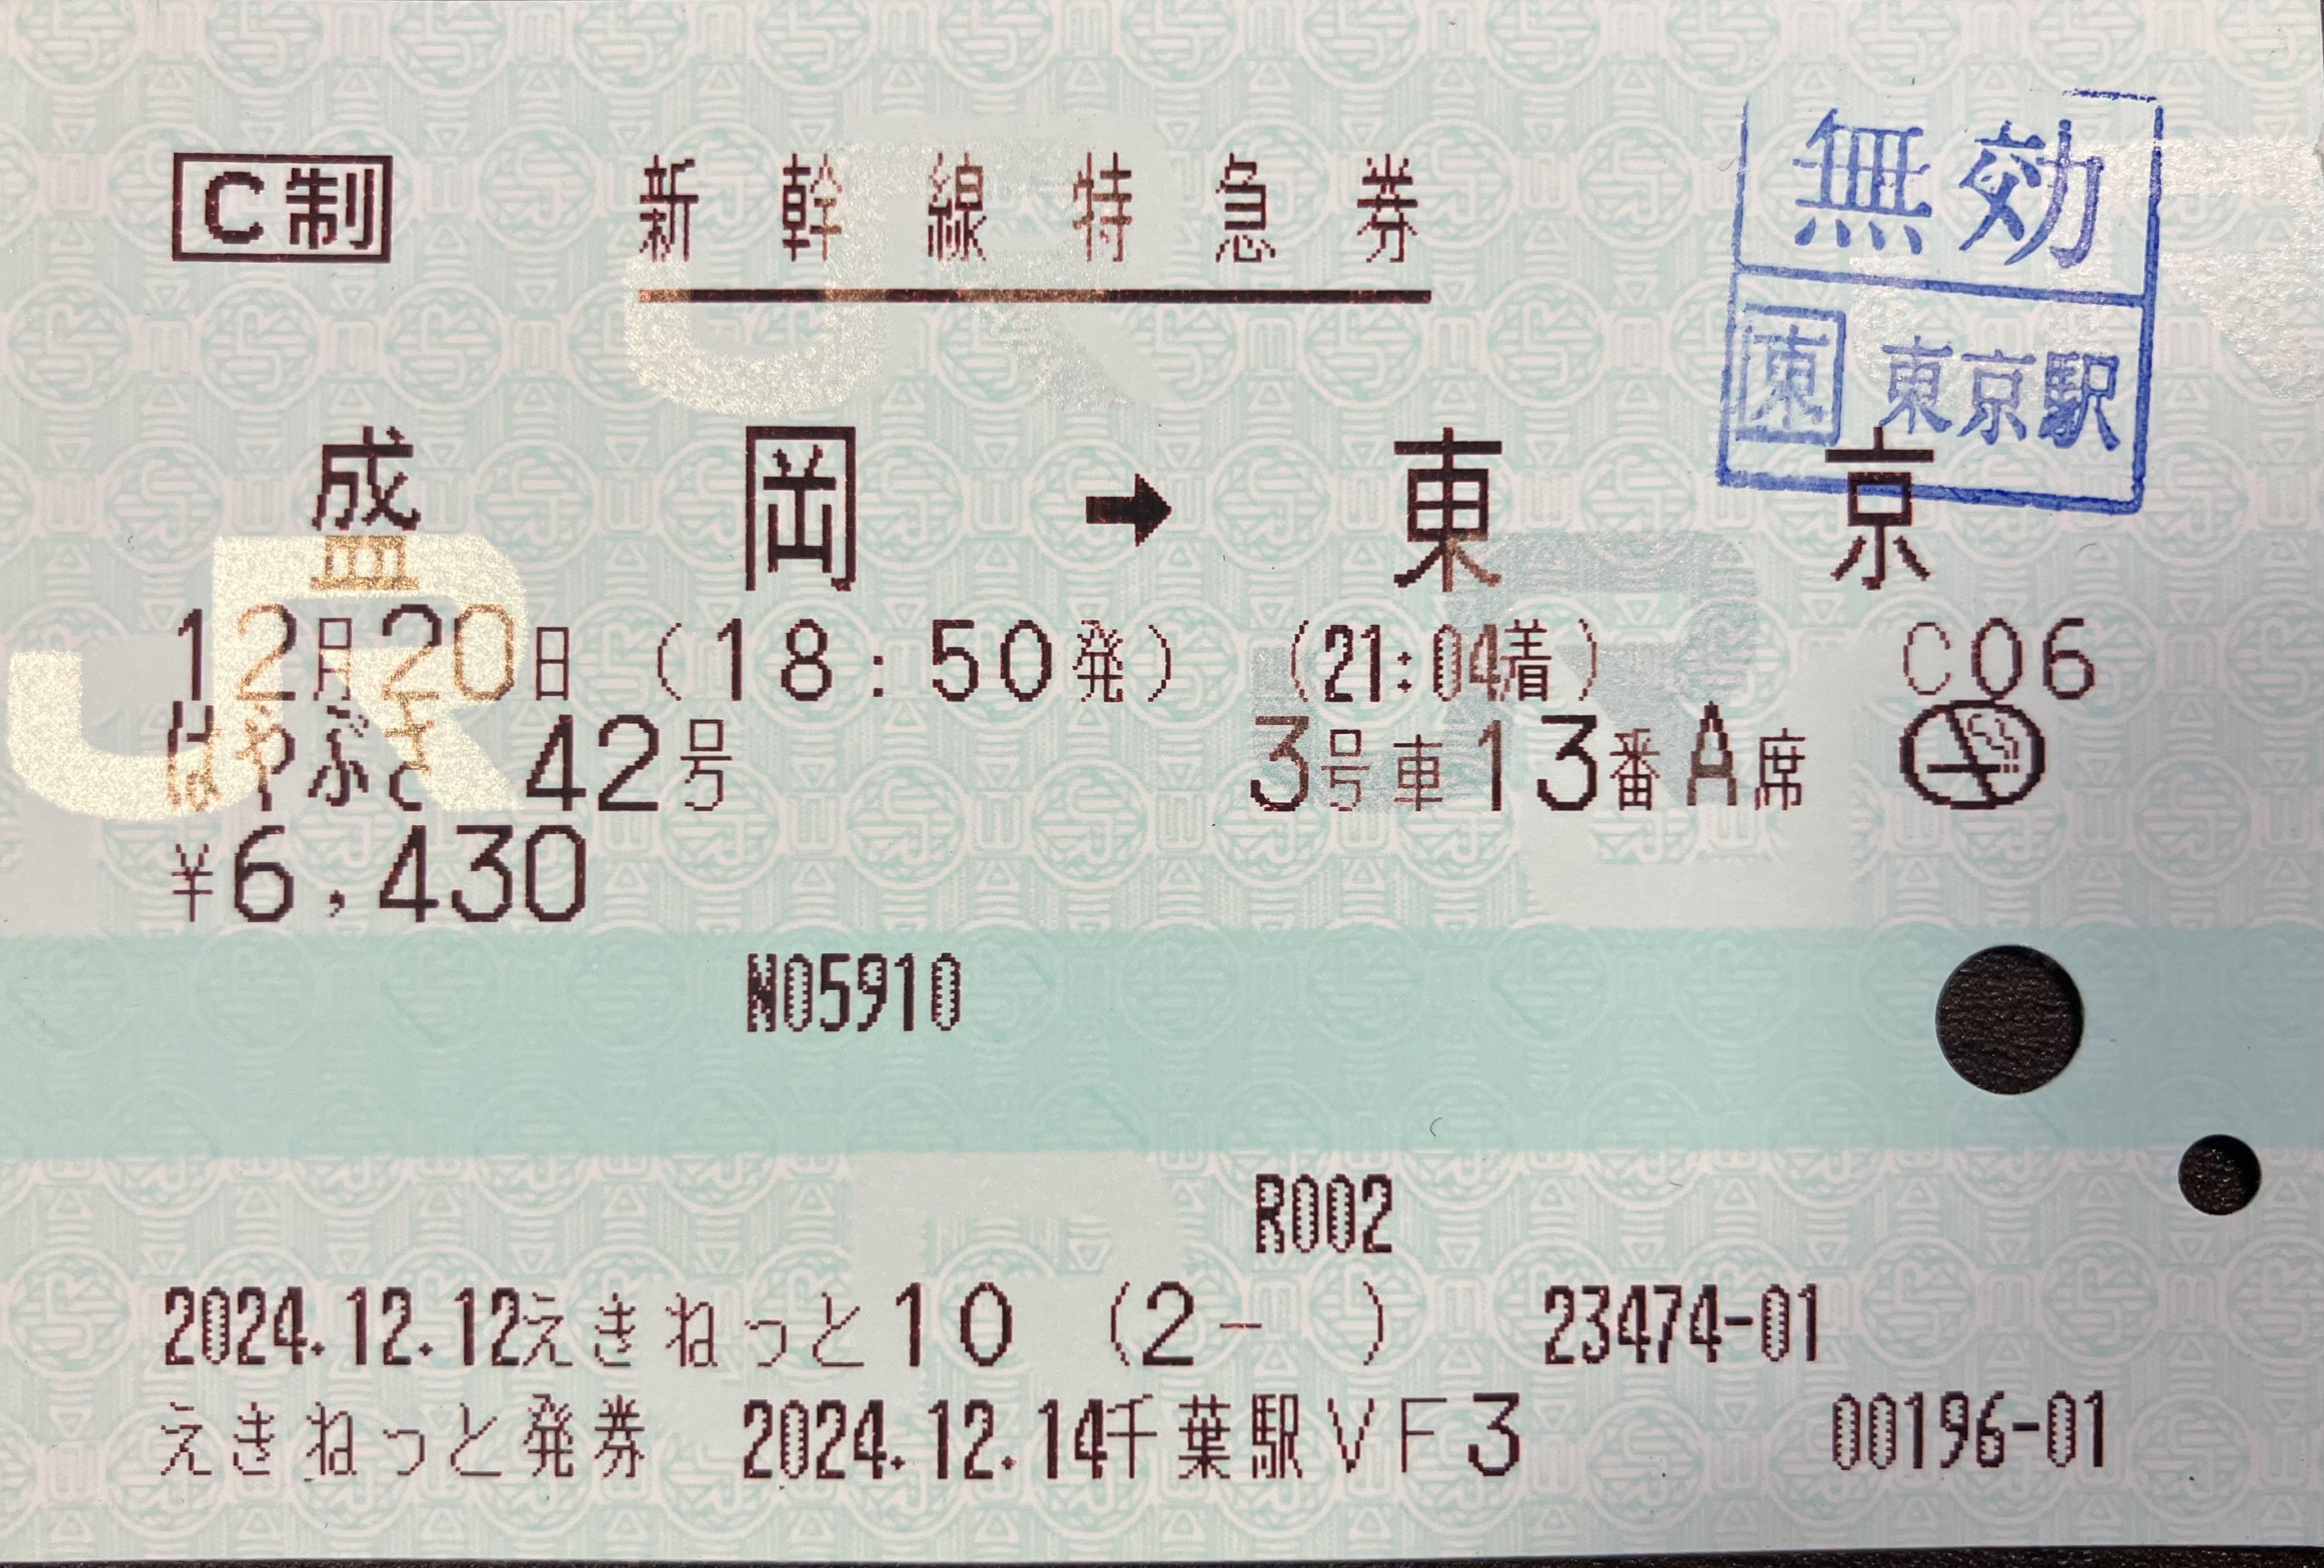 C制 新幹線特急券
無効
東 東京駅
盛岡➡東京
12月20日 (18:50発) (21:04着) C06
はやぶさ 42号 3号車13番A席
¥6,430
N05910
R002
2024.12.12えきねっと10 (2- ) 23474-01
えきねっと発券 2024.12.14千葉駅VF3 00196-01
JR